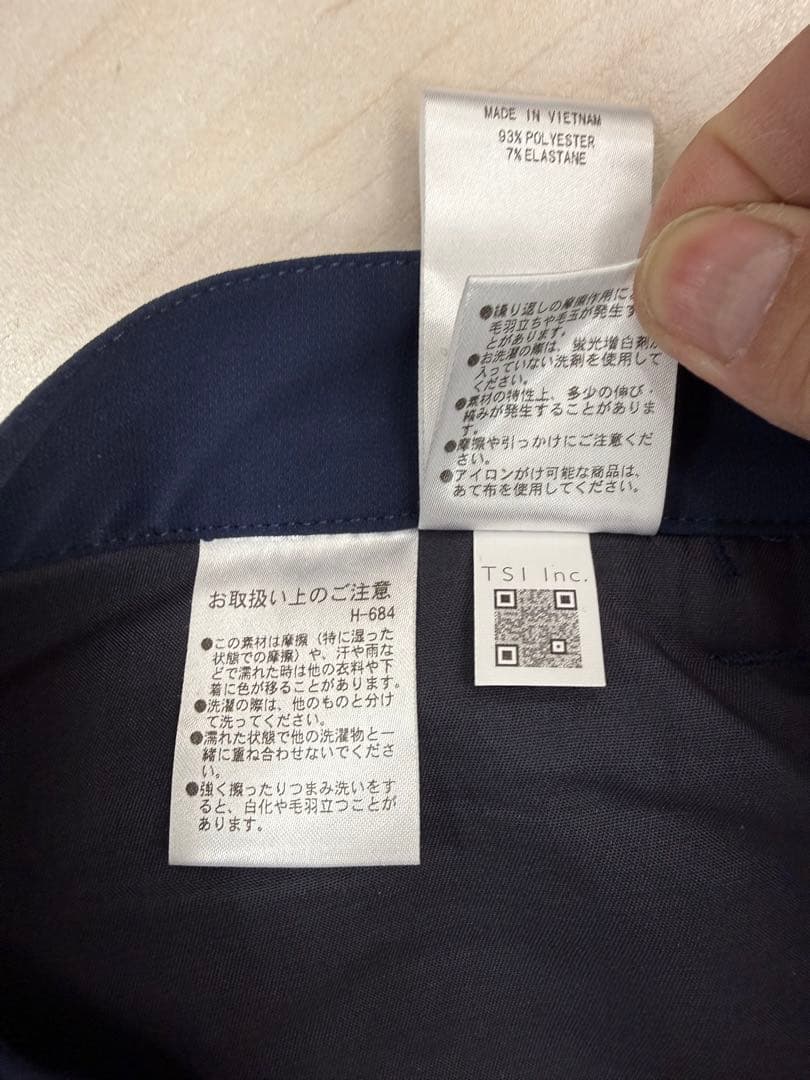 MADE IN VIETNAM
93% POLYESTER
7% ELASTANE
●繰り返しの摩擦作用に
毛羽立ちや毛玉が発生す
とがあります。
●お洗濯の際は、蛍光増白剤が
入っていない洗剤を使用して
ください。
●素材の特性上、多少の伸び・
縮みが発生することがありま
す。
●摩擦や引っかけにご注意くだ
さい。
●アイロンがけ可能な商品は、
あて布を使用してください。
お取扱い上のご注意
H-684
●この素材は摩擦（特に湿った
状態での摩擦）や、汗や雨な
どで濡れた時は他の衣料や下
着に色が移ることがあります。
●洗濯の際は、他のものと分け
て洗ってください。
●濡れた状態で他の洗濯物と一
緒に重ね合わせないでくださ
い。
●強く擦ったりつまみ洗いをす
ると、白化や毛羽立つことが
あります。
TSI Inc.